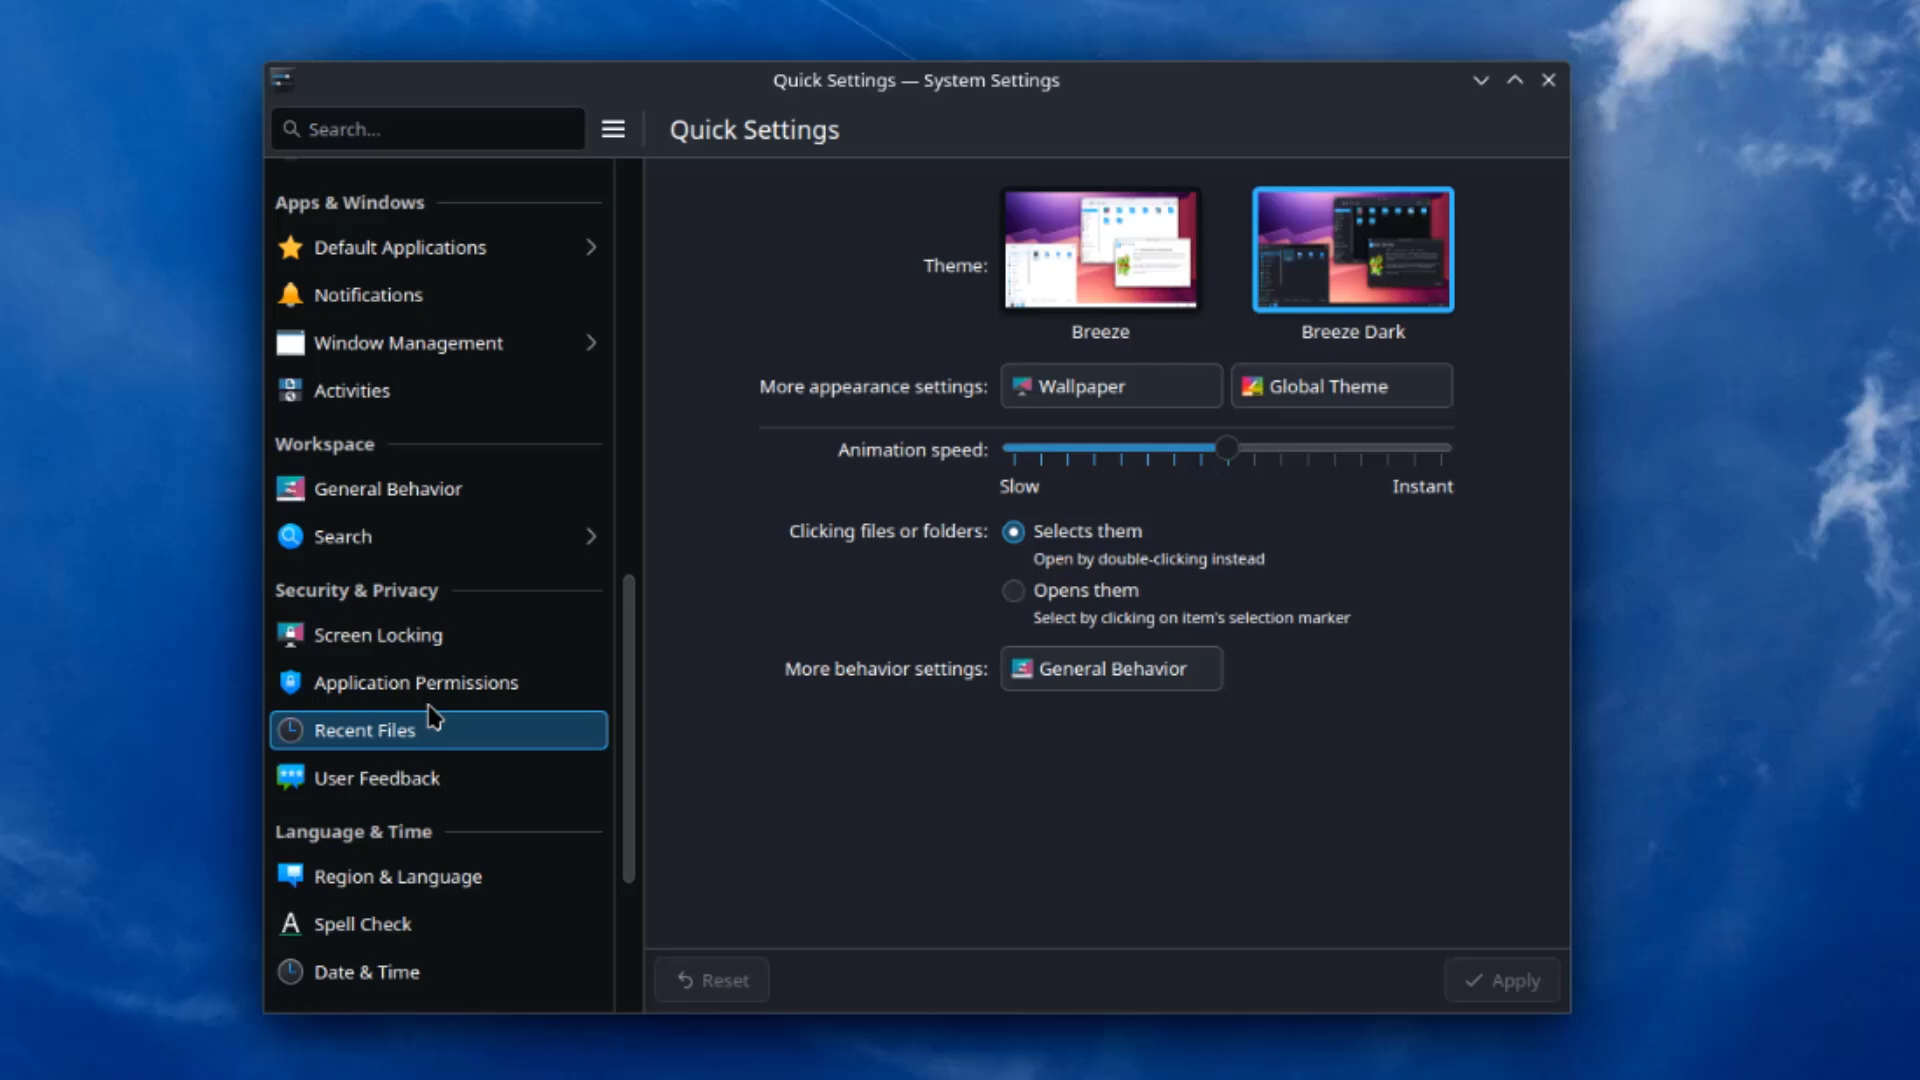 Quick Settings — System Settings
Search...
Quick Settings
Apps & Windows
Default Applications
Notifications
Window Management
Activities
Workspace
General Behavior
Search
Security & Privacy
Screen Locking
Application Permissions
Recent Files
User Feedback
Language & Time
Region & Language
Spell Check
Date & Time
Theme:
Breeze
Breeze Dark
More appearance settings:
Wallpaper
Global Theme
Animation speed:
Slow
Instant
Clicking files or folders:
Selects them
Open by double-clicking instead
Opens them
Select by clicking on item's selection marker
More behavior settings:
General Behavior
Reset
Apply